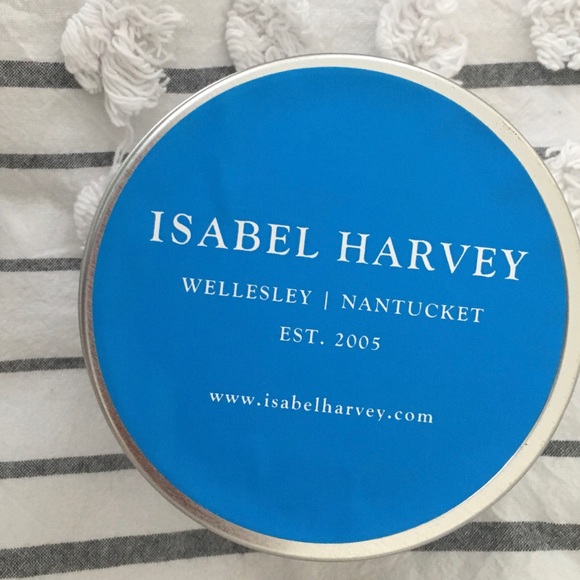 ISABEL HARVEY
WELLESLEY | NANTUCKET
EST. 2005
www.isabelharvey.com